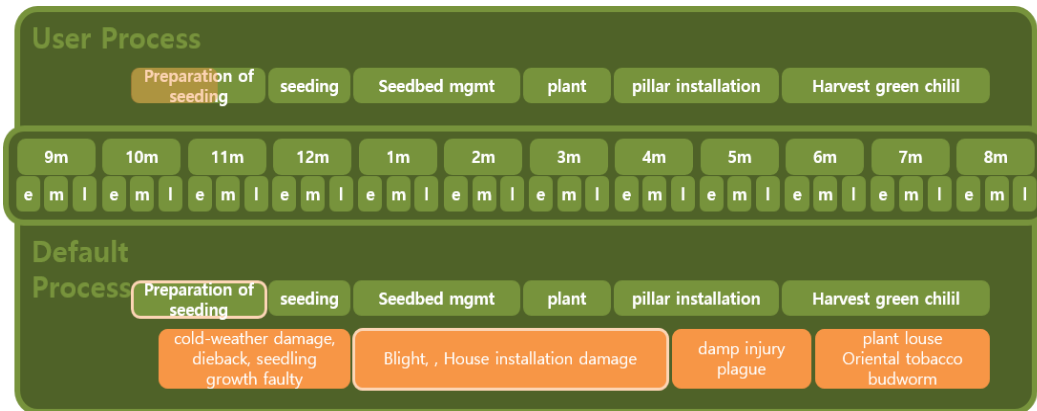 User Process
Preparation of
seeding
seeding
Seedbed mgmt
plant
pillar installation
Harvest green chilil
9m 10m 11m 12m 1m 2m 3m 4m 5m 6m 7m 8m
e m l e m l e m l e m l e m l e m l e m l e m l e m l e m l e m l e m l
Default
Process
Preparation of
seeding
seeding
Seedbed mgmt
plant
pillar installation
Harvest green chilil
cold-weather damage,
dieback, seedling
growth faulty
Blight, , House installation damage
damp injury
plague
plant louse
Oriental tobacco
budworm